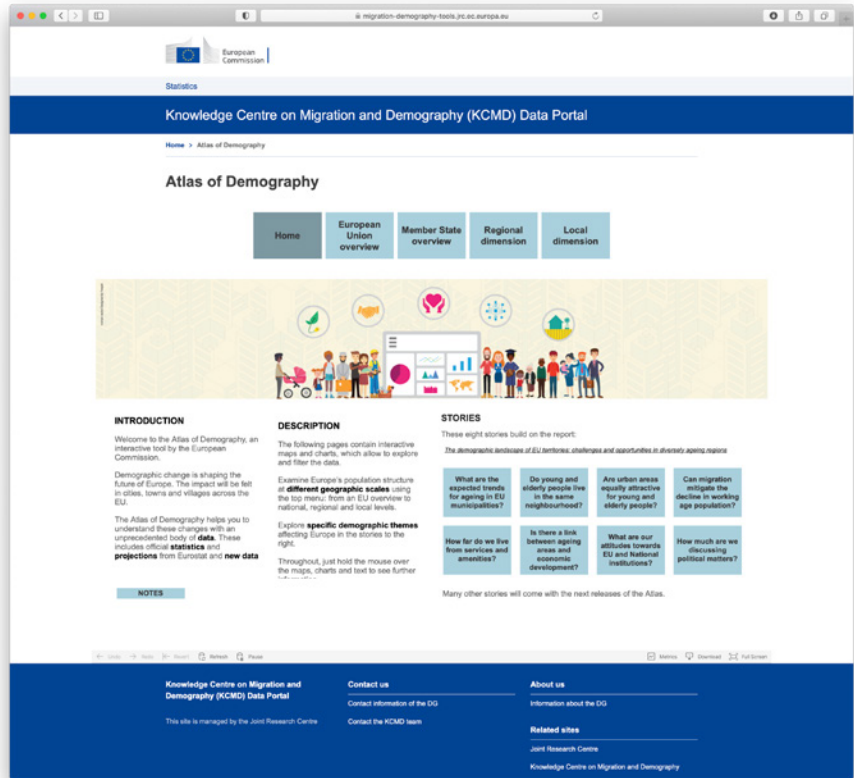 migration-demography-tools.jrc.ec.europa.eu
European
Commission
Statistics
Knowledge Centre on Migration and Demography (KCMD) Data Portal
Home > Atlas of Demography
Atlas of Demography
Home
European
Union
overview
Member State
overview
Regional
dimension
Local
dimension
INTRODUCTION
Welcome to the Atlas of Demography, an
interactive tool by the European
Commission.
Demographic change is shaping the
future of Europe. The impact will be felt
in cities, towns and villages across the
EU.
The Atlas of Demography helps you to
understand these changes with an
unprecedented body of data. These
includes official statistics and
projections from Eurostat and new data
NOTES
DESCRIPTION
The following pages contain interactive
maps and charts, which allow to explore
and filter the data.
Examine Europe's population structure
at different geographic scales using
the top menu: from an EU overview to
national, regional and local levels.
Explore specific demographic themes
affecting Europe in the stories to the
right.
Throughout, just hold the mouse over
the maps, charts and text to see further
STORIES
These eight stories build on the report:
The demographic landscape of EU territories: challenges and opportunities in diversely ageing regions
What are the
expected trends
for ageing in EU
municipalities?
Do young and
elderly people live
in the same
neighbourhood?
Are urban areas
equally attractive
for young and
elderly people?
Can migration
mitigate the
decline in working
age population?
How far do we
live from services and
amenities?
Is there a link
between ageing
areas and
economic
development?
What are our
attitudes towards
EU and National
institutions?
How much are we
discussing
political matters?
Many other stories will come with the next releases of the Atlas.
Undo Redo Revert Refresh Pause
Metrics Download Full Screen
Knowledge Centre on Migration and
Demography (KCMD) Data Portal
This site is managed by the Joint Research Centre
Contact us
Contact information of the DG
Contact the KCMD team
About us
Information about the DG
Related sites
Joint Research Centre
Knowledge Centre on Migration and Demography